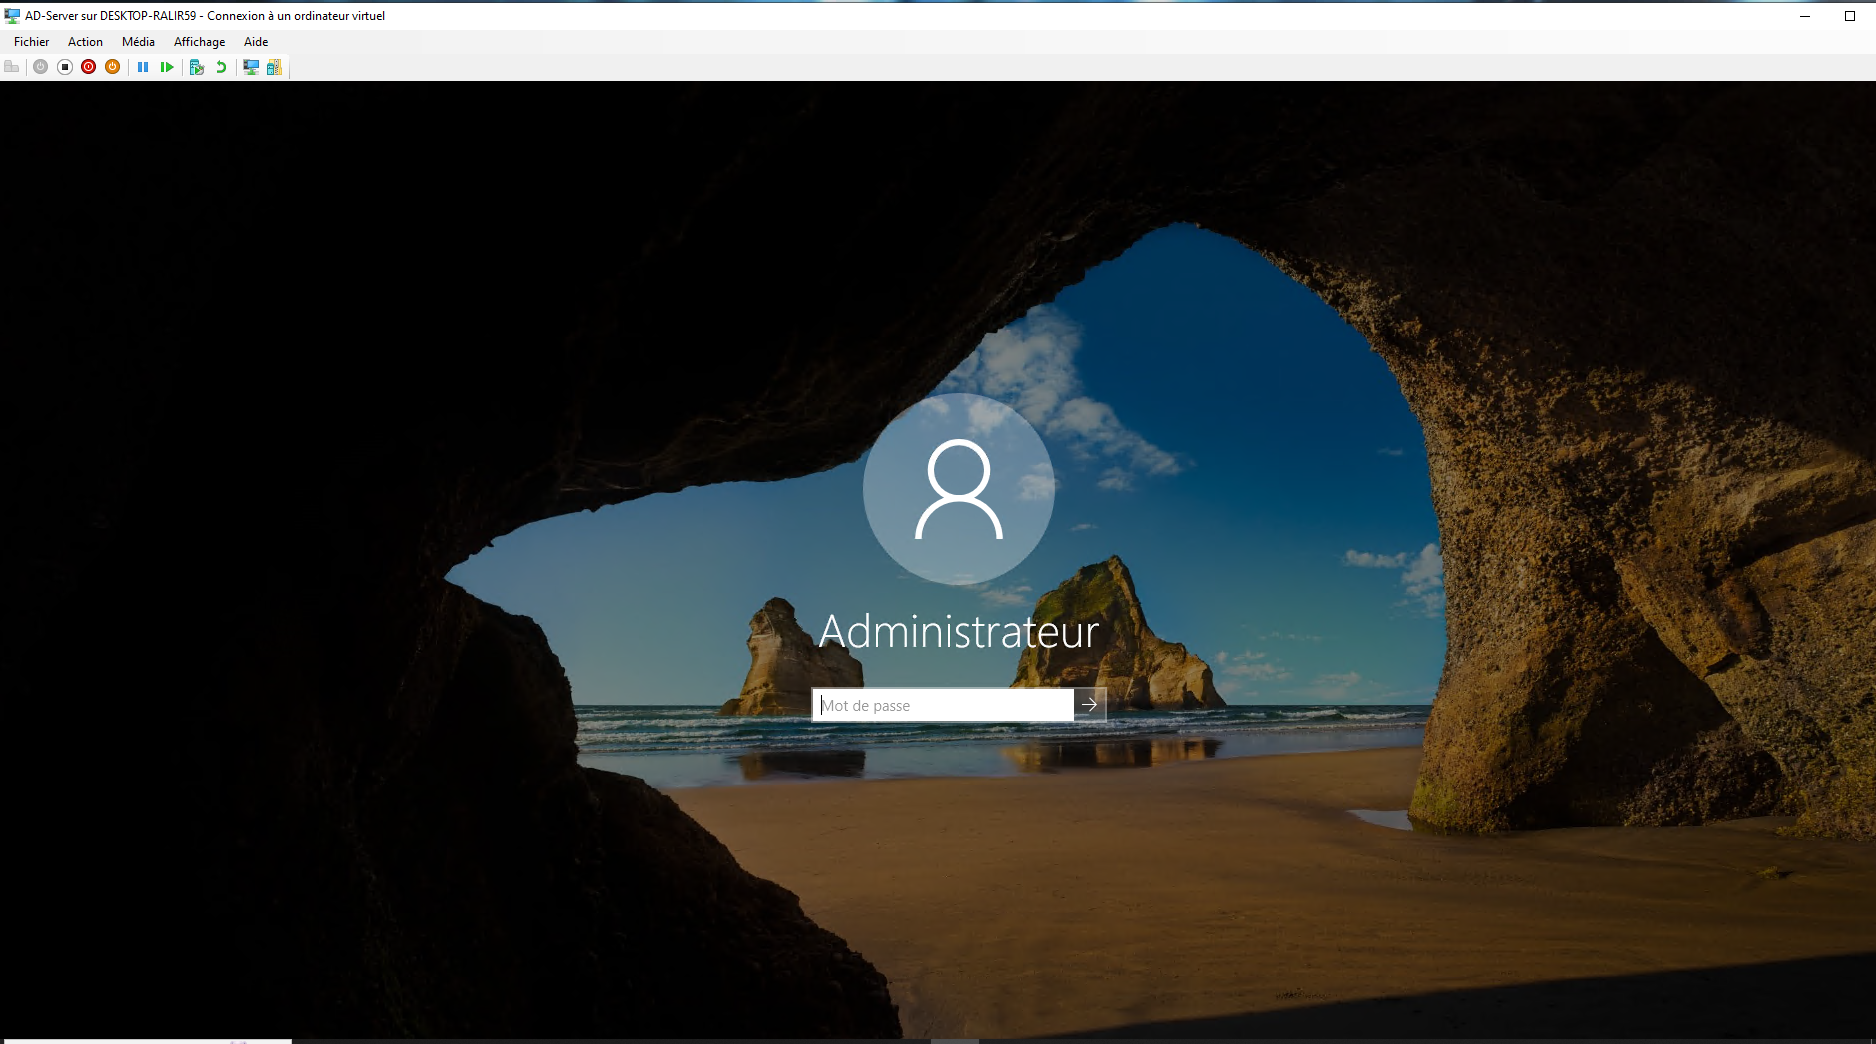 AD-Server sur DESKTOP-RALIR59 - Connexion à un ordinateur virtuel
Fichier Action Média Affichage Aide
Administrateur
Mot de passe